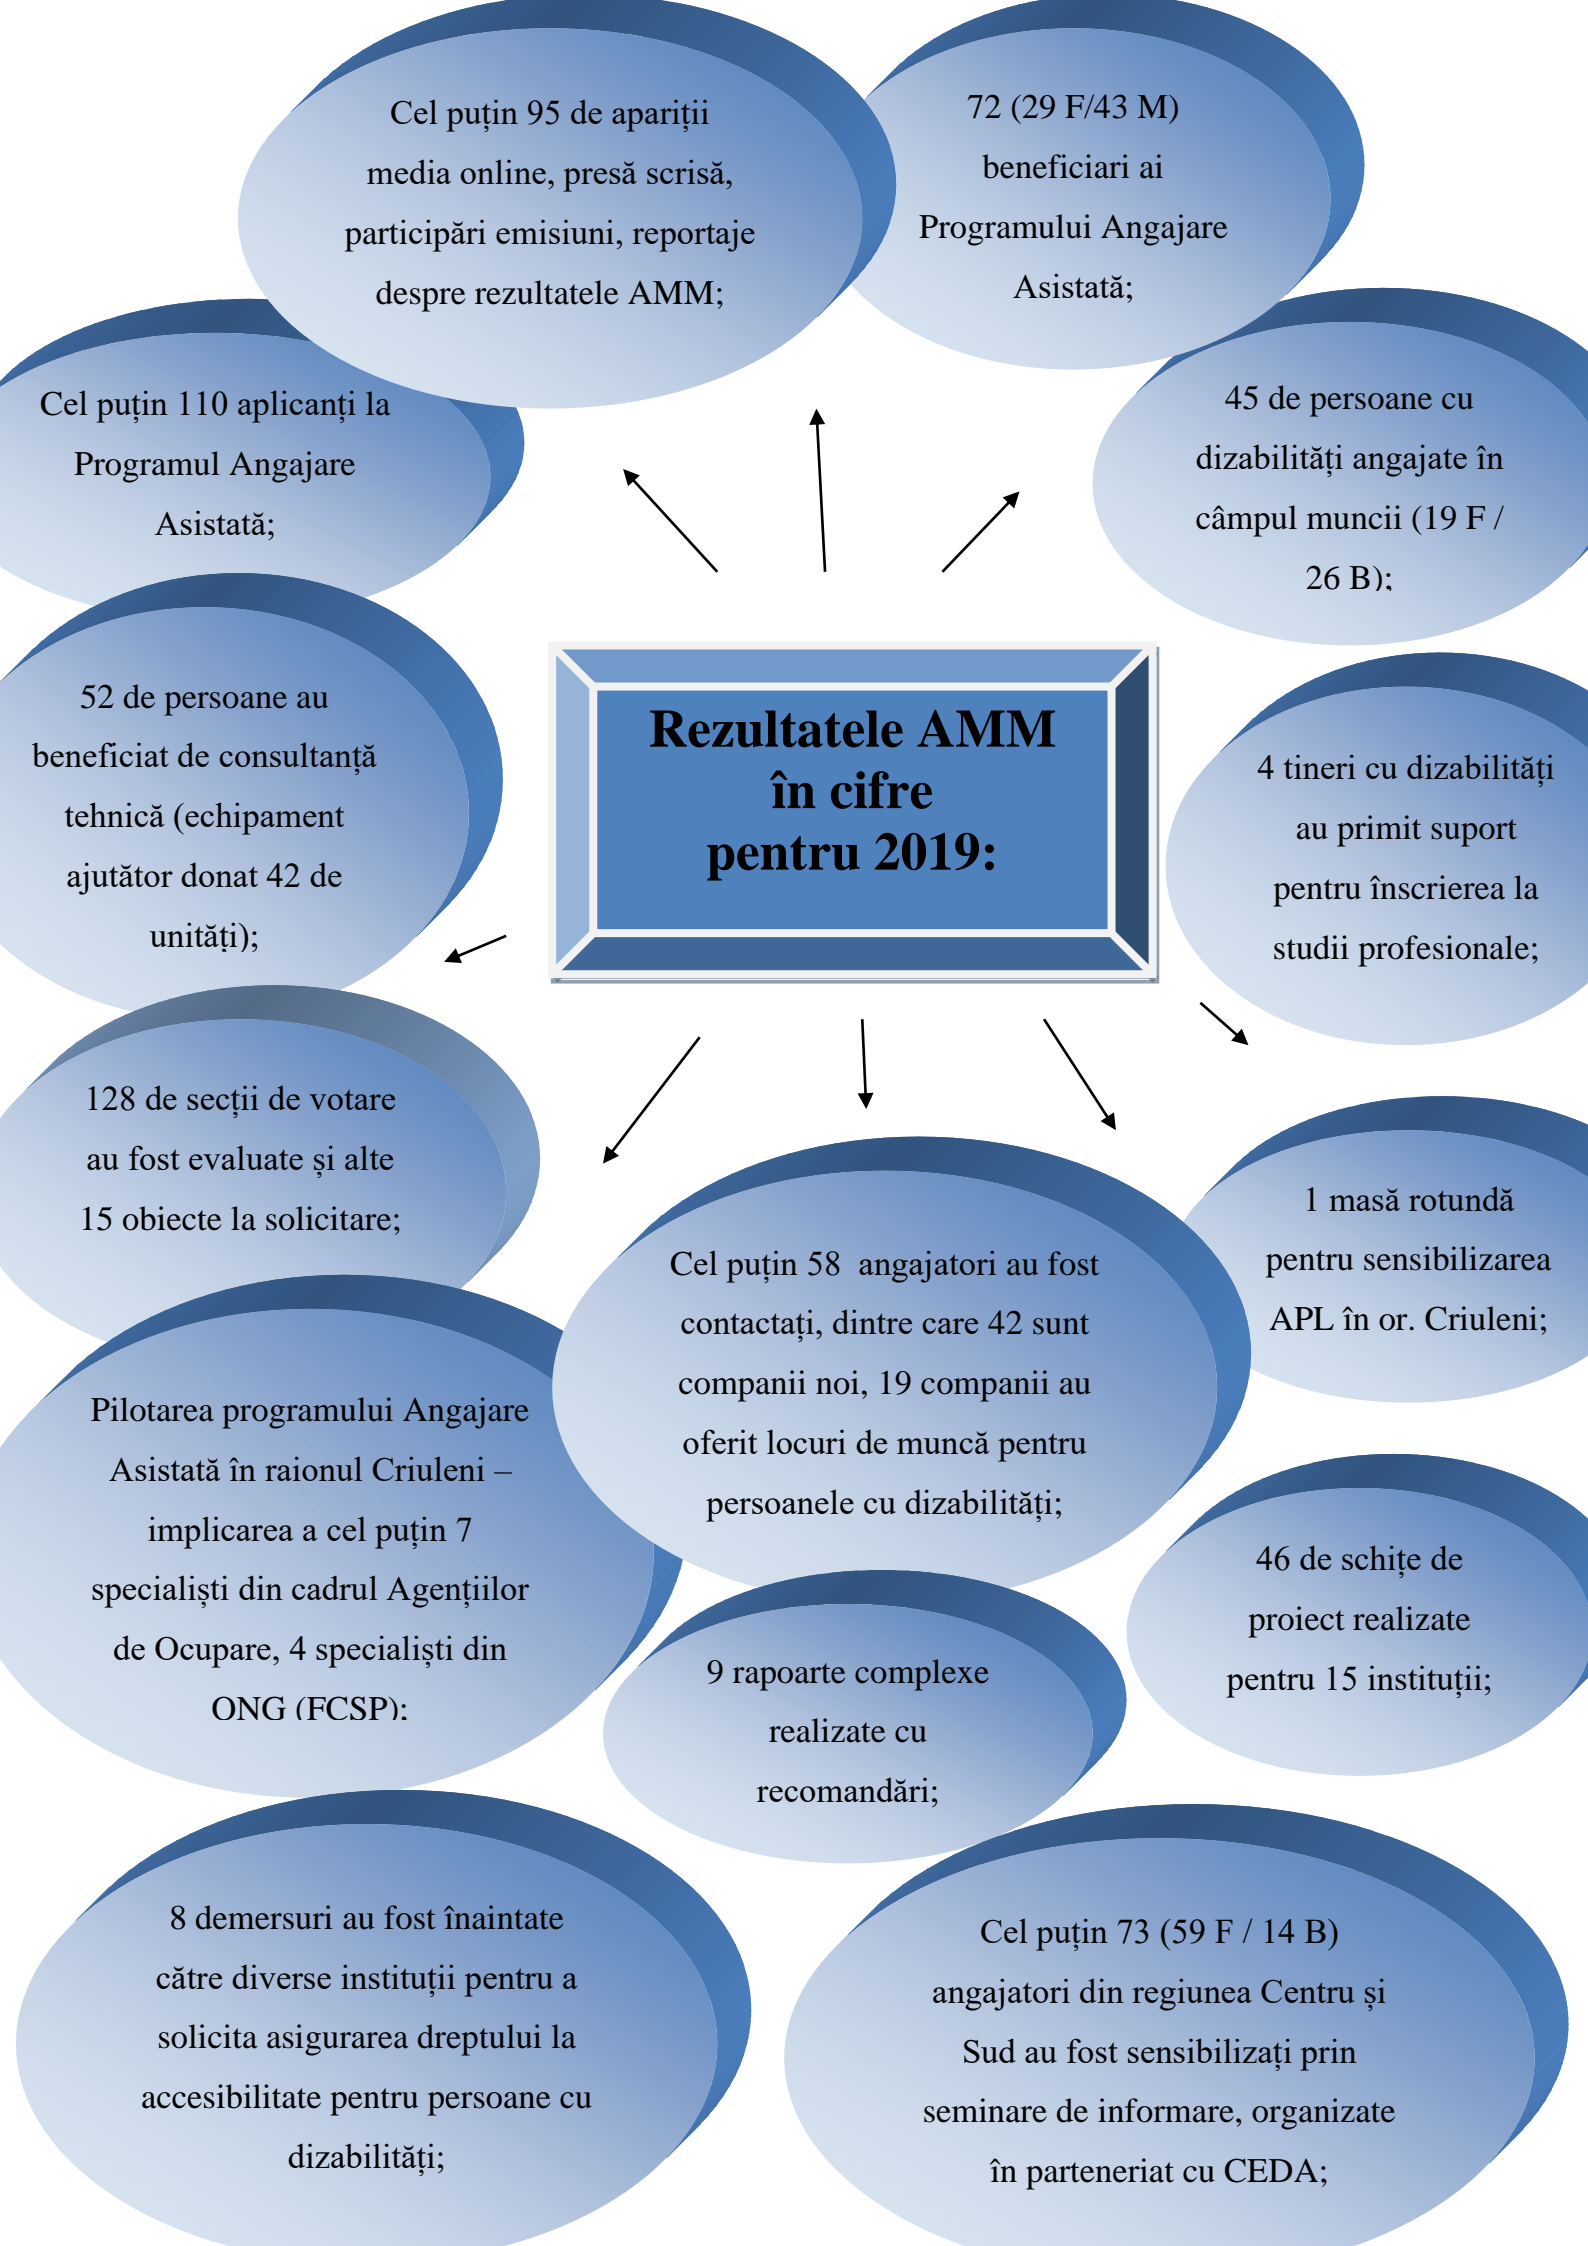 Cel puțin 95 de apariții
media online, presă scrisă,
participări emisiuni, reportaje
despre rezultatele AMM;
72 (29 F/43 M)
beneficiari ai
Programului Angajare
Asistată;
Cel puțin 110 aplicanți la
Programul Angajare
Asistată;
45 de persoane cu
dizabilități angajate în
câmpul muncii (19 F /
26 B);
52 de persoane au
beneficiat de consultanță
tehnică (echipament
ajutător donat 42 de
unități);
Rezultatele AMM
în cifre
pentru 2019:
4 tineri cu dizabilități
au primit suport
pentru înscrierea la
studii profesionale;
128 de secții de votare
au fost evaluate și alte
15 obiecte la solicitare;
Cel puțin 58 angajatori au fost
contactați, dintre care 42 sunt
companii noi, 19 companii au
oferit locuri de muncă pentru
persoanele cu dizabilități;
1 masă rotundă
pentru sensibilizarea
APL în or. Criuleni;
Pilotarea programului Angajare
Asistată în raionul Criuleni –
implicarea a cel puțin 7
specialiști din cadrul Agențiilor
de Ocupare, 4 specialiști din
ONG (FCSP);
46 de schițe de
proiect realizate
pentru 15 instituții;
9 rapoarte complexe
realizate cu
recomandări;
8 demersuri au fost înaintate
către diverse instituții pentru a
solicita asigurarea dreptului la
accesibilitate pentru persoane cu
dizabilități;
Cel puțin 73 (59 F / 14 B)
angajatori din regiunea Centru și
Sud au fost sensibilizați prin
seminare de informare, organizate
în parteneriat cu CEDA;